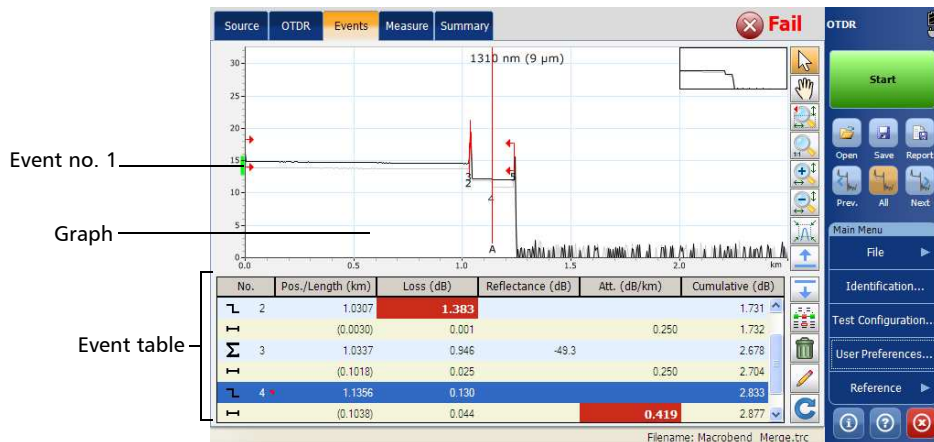 Source OTDR Events Measure Summary Fail OTDR
1310 nm (9 µm)
30
25
20
15
10
5
0
0.0 0.5 1.0 1.5 2.0 km
3
2
4
5
A
Event no. 1
Graph
Event table
No. Pos./Length (km) Loss (dB) Reflectance (dB) Att. (dB/km) Cumulative (dB)
2 1.0307 1.383 1.731
(0.0030) 0.001 0.250 1.732
Σ 3 1.0337 0.946 -49.3 2.678
(0.1018) 0.025 0.250 2.704
4 1.1356 0.130 2.833
(0.1038) 0.044 0.419 2.877
Filename: Macrobend_Merge.trc
Start
Open Save Report
Prev. All Next
Main Menu
File
Identification...
Test Configuration...
User Preferences...
Reference